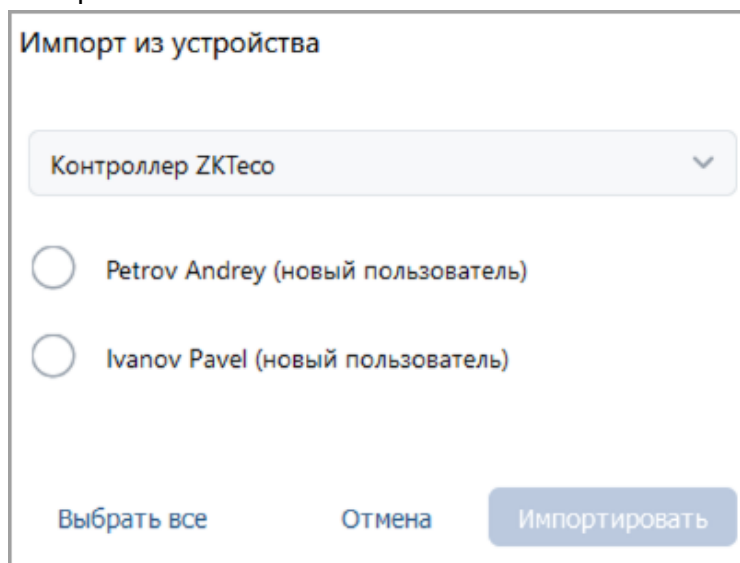 Импорт из устройства
Контроллер ZKTeco
Petrov Andrey (новый пользователь)
Ivanov Pavel (новый пользователь)
Выбрать все Отмена Импортировать